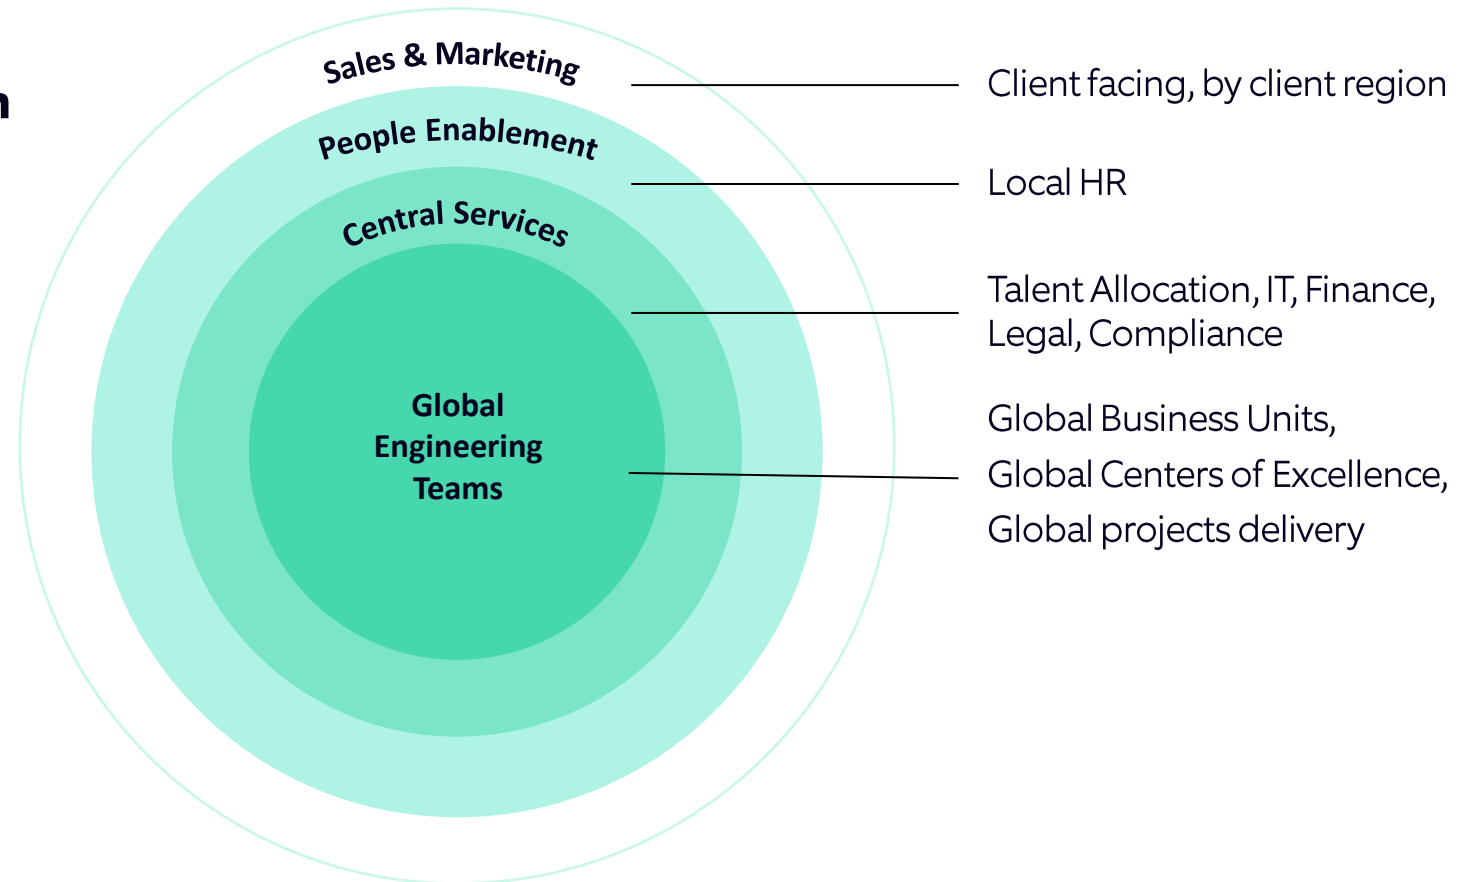 Sales & Marketing
People Enablement
Central Services
Global
Engineering
Teams
Client facing, by client region
Local HR
Talent Allocation, IT, Finance,
Legal, Compliance
Global Business Units,
Global Centers of Excellence,
Global projects delivery